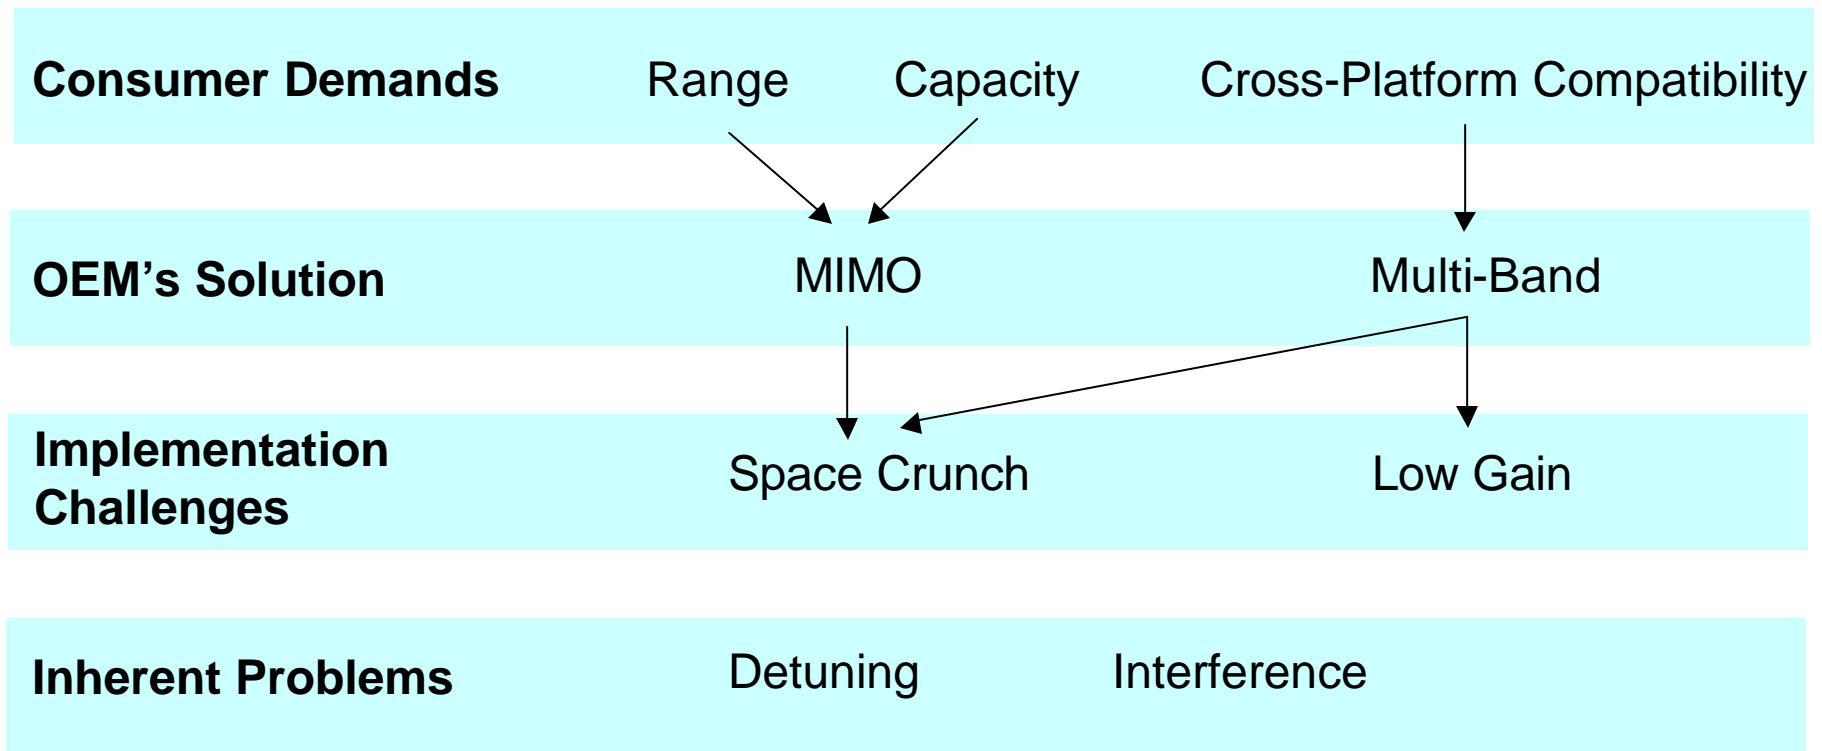 Consumer Demands Range Capacity Cross-Platform Compatibility
OEM’s Solution MIMO Multi-Band
Implementation
Challenges Space Crunch Low Gain
Inherent Problems Detuning Interference